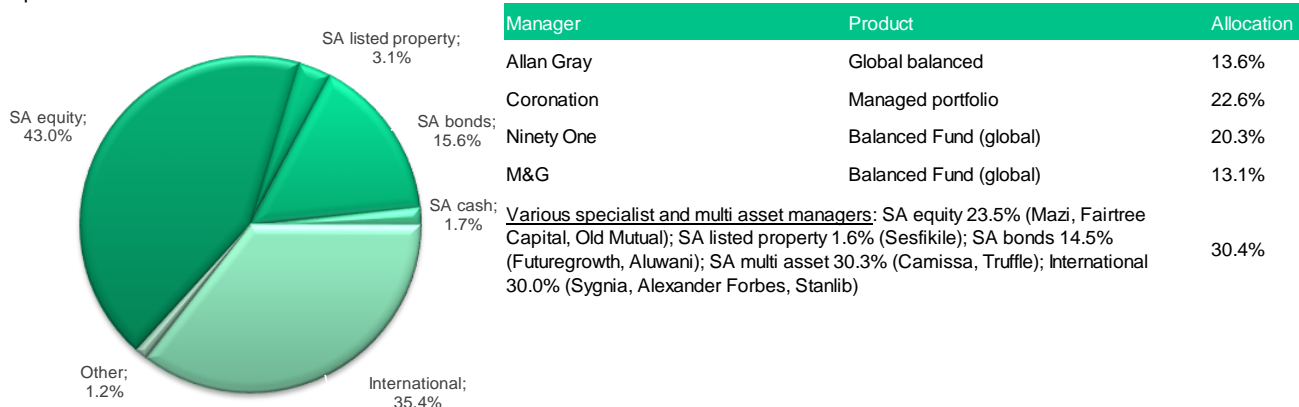 SA listed property;
3.1%
SA equity;
43.0%
SA bonds;
15.6%
SA cash;
1.7%
Other;
1.2%
International;
35.4%
Manager Product Allocation
Allan Gray Global balanced 13.6%
Coronation Managed portfolio 22.6%
Ninety One Balanced Fund (global) 20.3%
M&G Balanced Fund (global) 13.1%
Various specialist and multi asset managers: SA equity 23.5% (Mazi, Fairtree
Capital, Old Mutual); SA listed property 1.6% (Sesfikile); SA bonds 14.5%
(Futuregrowth, Aluwani); SA multi asset 30.3% (Camissa, Truffle); International
30.0% (Sygnia, Alexander Forbes, Stanlib)
30.4%